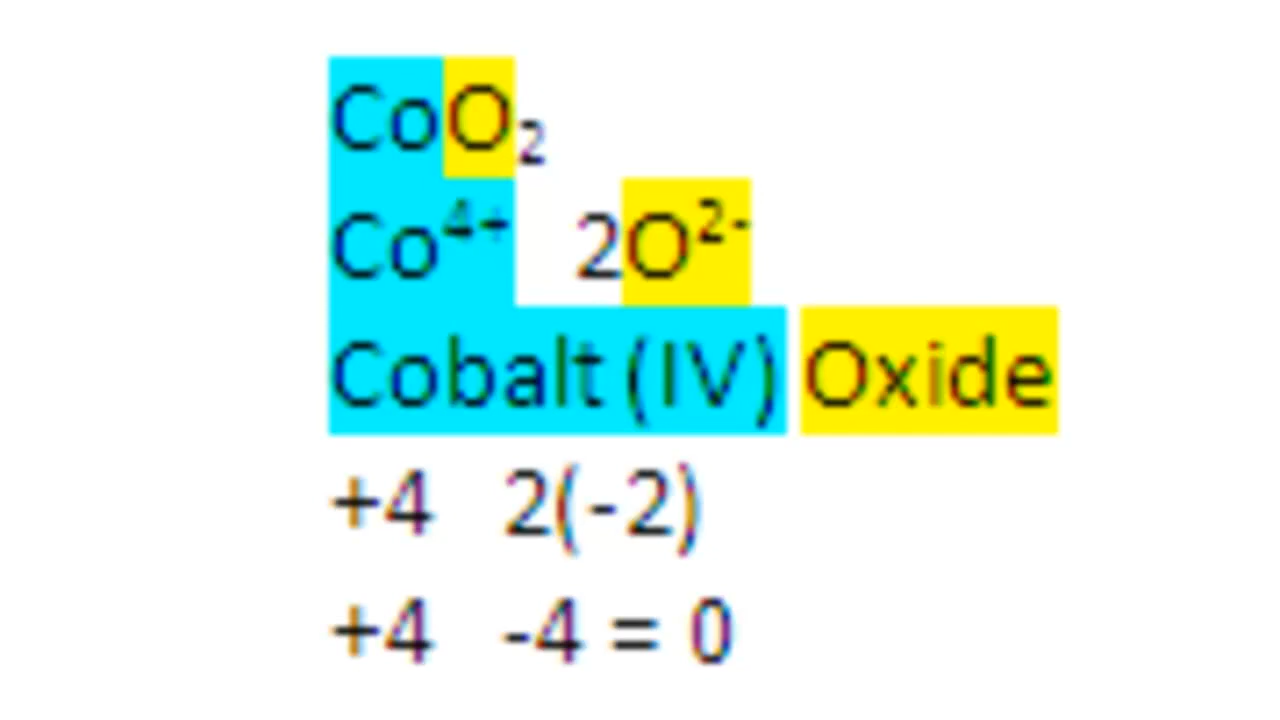 CoO₂
Co⁴⁺ 2O²⁻
Cobalt (IV) Oxide
+4 2(-2)
+4 -4 = 0